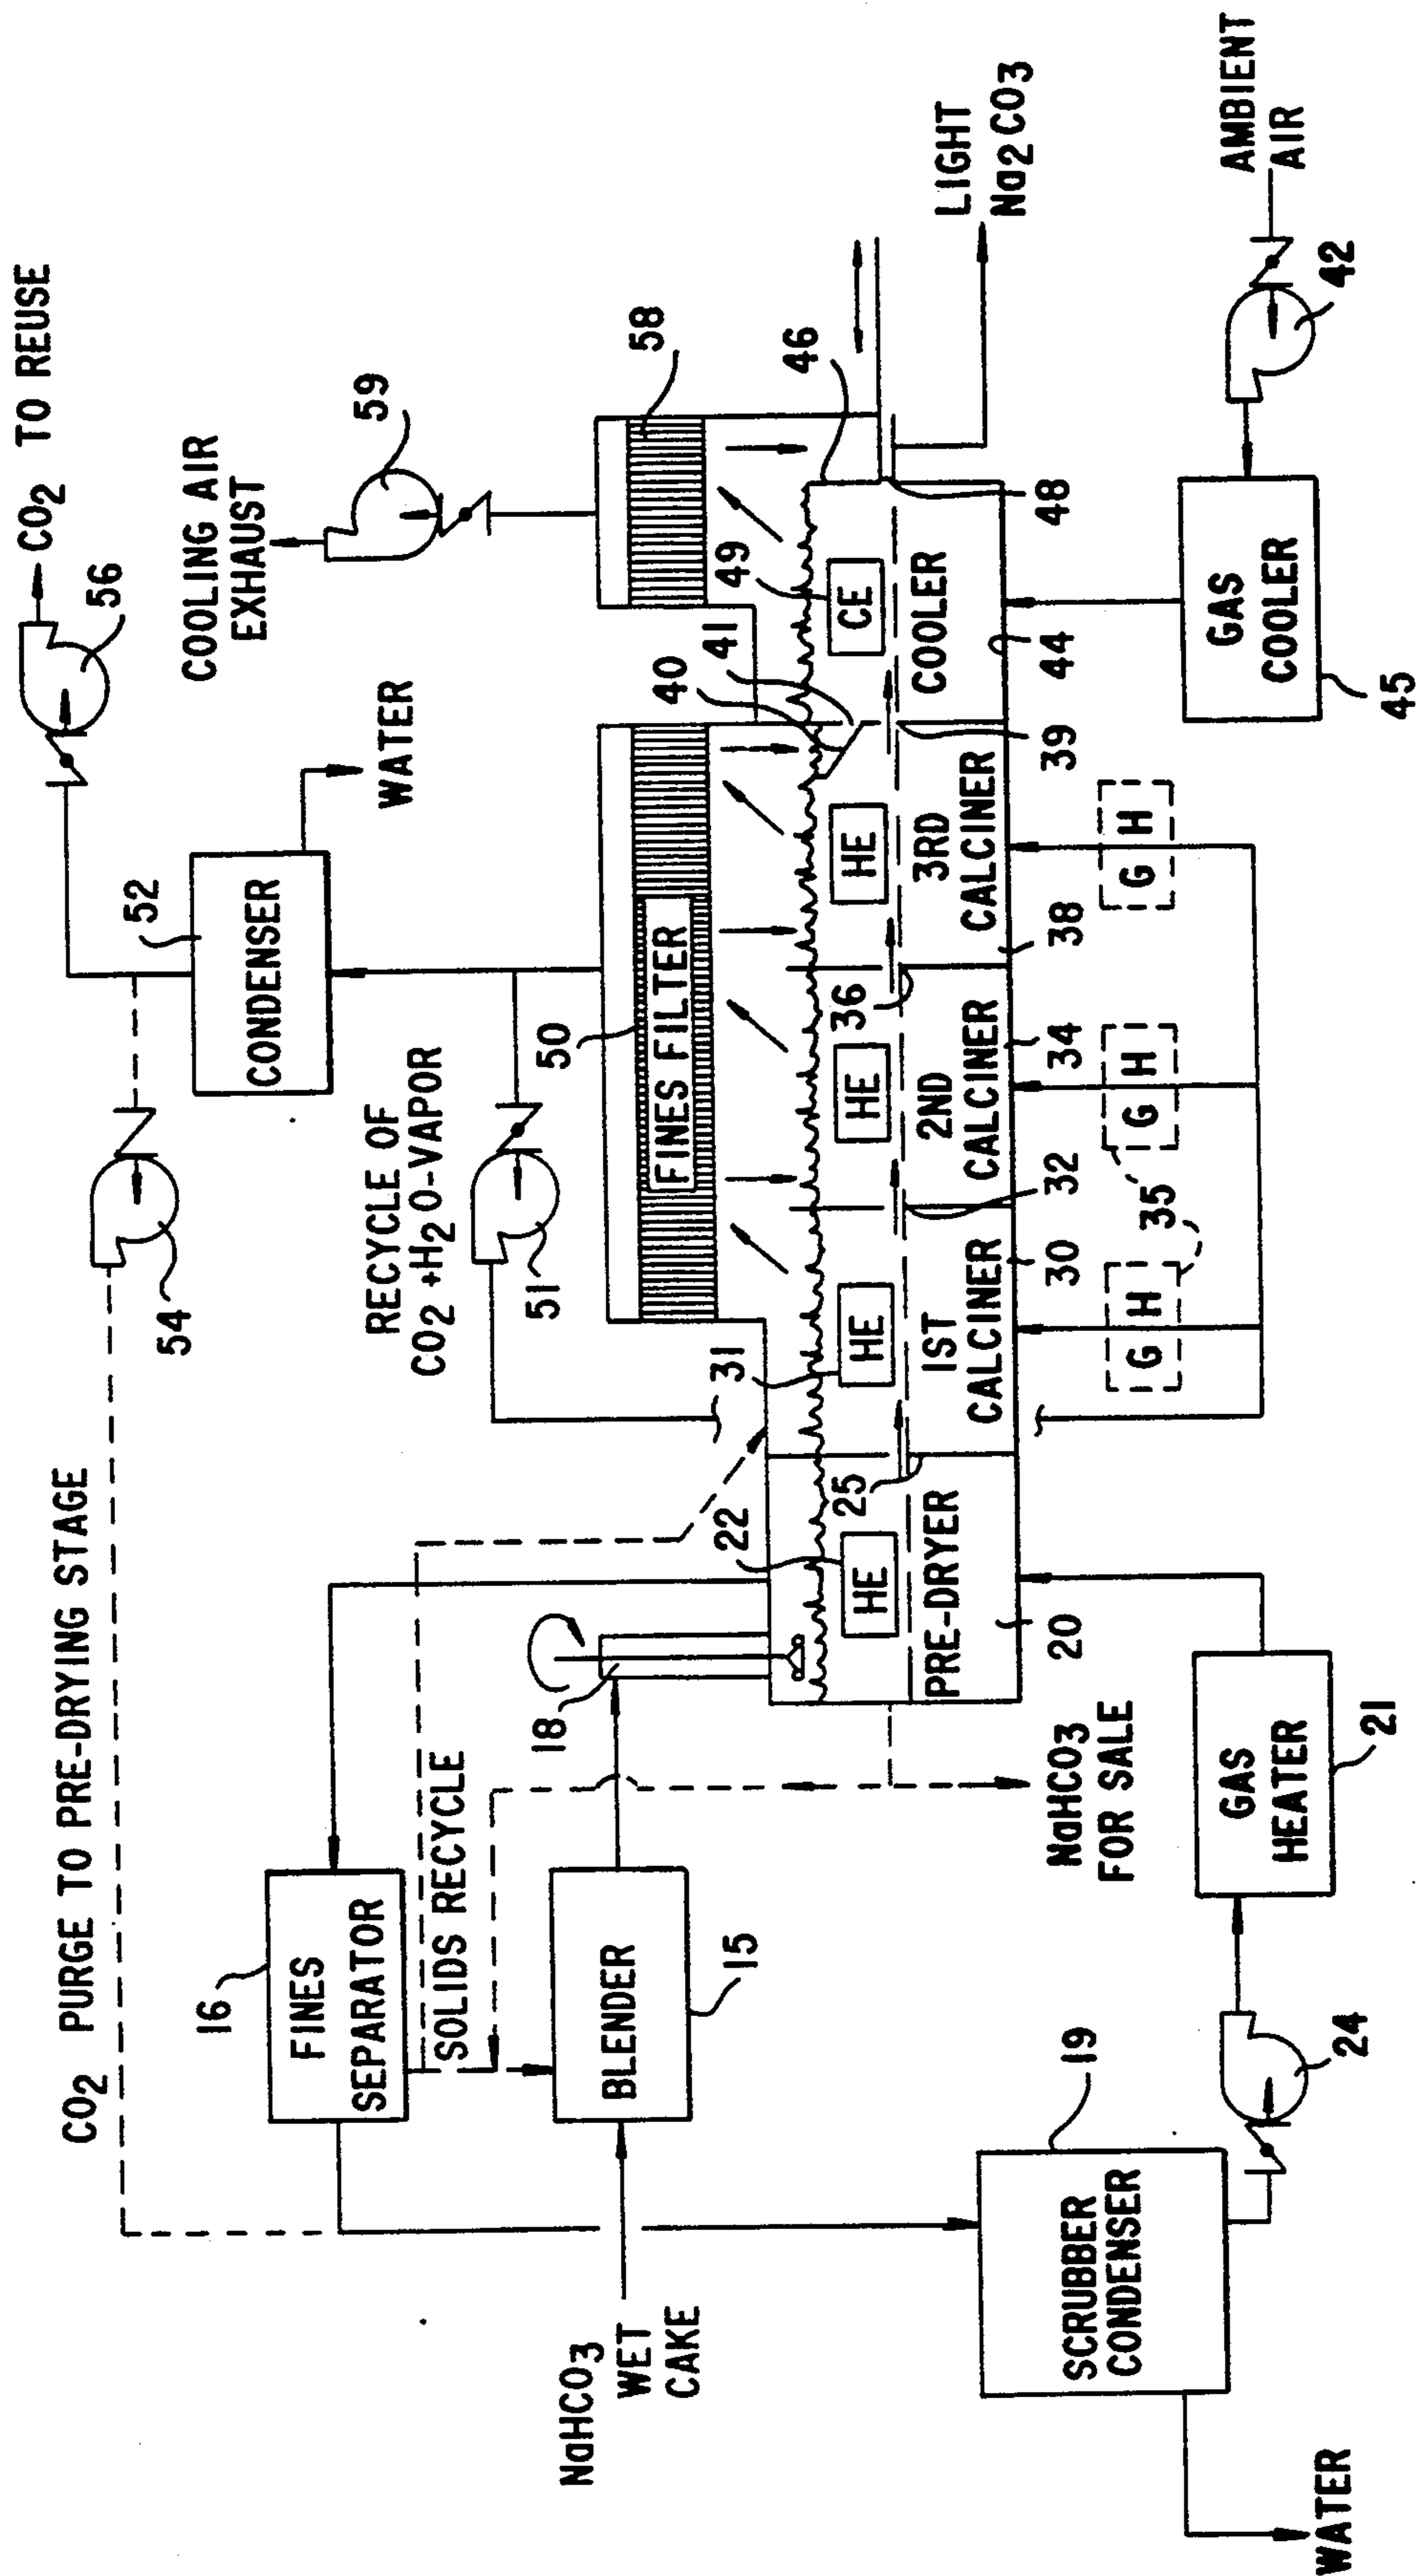 CO2 PURGE TO PRE-DRYING STAGE
54
CO2 TO REUSE
56
52
CONDENSER
WATER
COOLING AIR
EXHAUST
59
RECYCLE OF
CO2 +H2O-VAPOR
51
50
FINES FILTER
58
16
FINES
SEPARATOR
SOLIDS RECYCLE
18
BLENDER
15
NaHCO3
WET
CAKE
22
HE
25
PRE-DRYER
20
31
HE
1ST
CALCINER
30
32
HE
36
2ND
CALCINER
34
HE
3RD
CALCINER
38
39
40
41
49
CE
COOLER
44
46
48
LIGHT
Na2CO3
G H
35
G H
G H
GAS
COOLER
45
42
AMBIENT
AIR
NaHCO3
FOR SALE
GAS
HEATER
21
24
19
SCRUBBER
CONDENSER
WATER